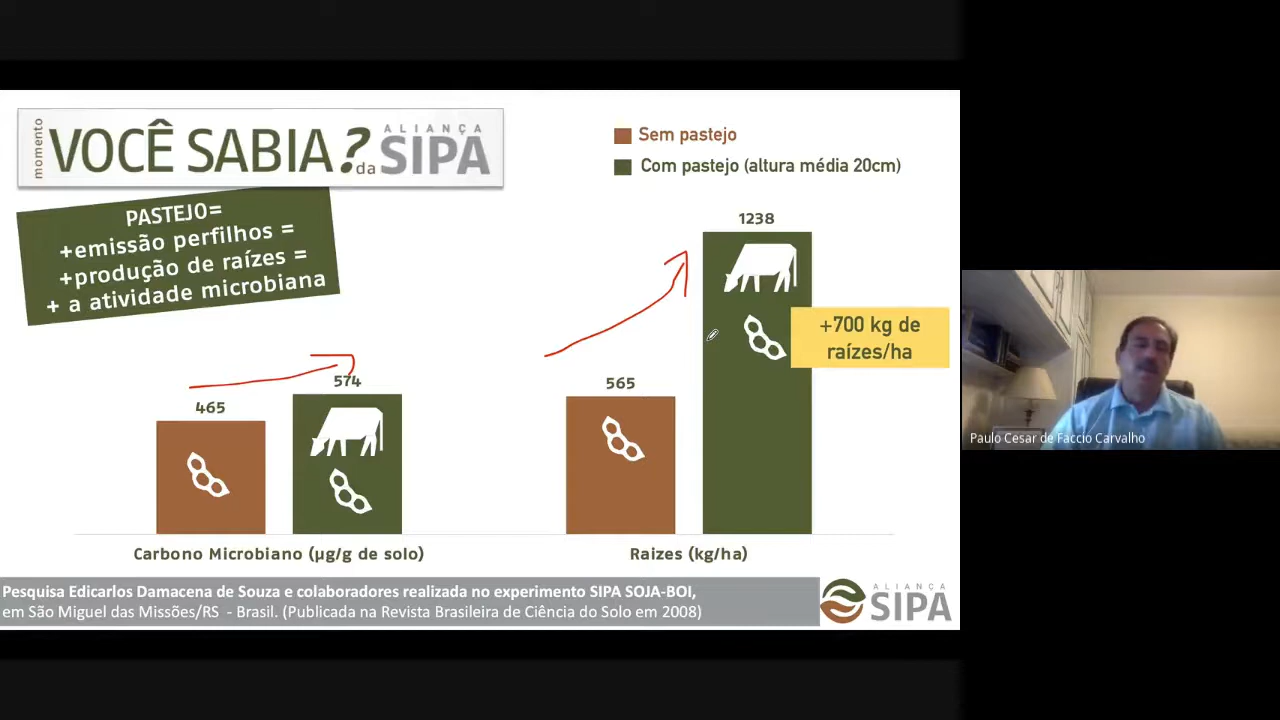 momento
VOCÊ SABIA?
da
ALIANÇA
SIPA
Sem pastejo
Com pastejo (altura média 20cm)
PASTEJO=
+emissão perfilhos =
+produção de raízes =
+ a atividade microbiana
1238
+700 kg de
raízes/ha
574
565
465
Paulo Cesar de Faccio Carvalho
Carbono Microbiano (µg/g de solo)
Raizes (kg/ha)
Pesquisa Edicarlos Damacena de Souza e colaboradores realizada no experimento SIPA SOJA-BOI,
em São Miguel das Missões/RS - Brasil. (Publicada na Revista Brasileira de Ciência do Solo em 2008)
ALIANÇA
SIPA